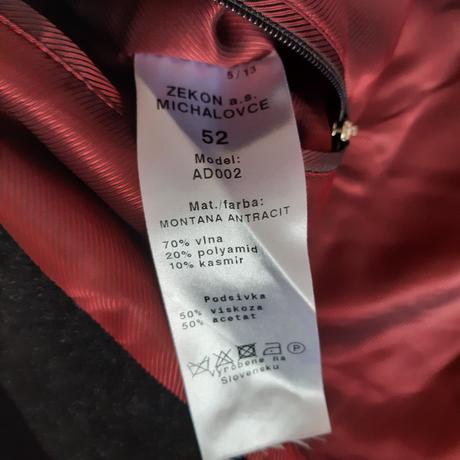 5/13
ZEKON a.s.
MICHALOVCE
52
Model:
AD002
Mat./farba:
MONTANA ANTRACIT
70% vlna
20% polyamid
10% kasmir
Podsivka
50% viskoza
50% acetat
P
Vyrobene na
Slovensku